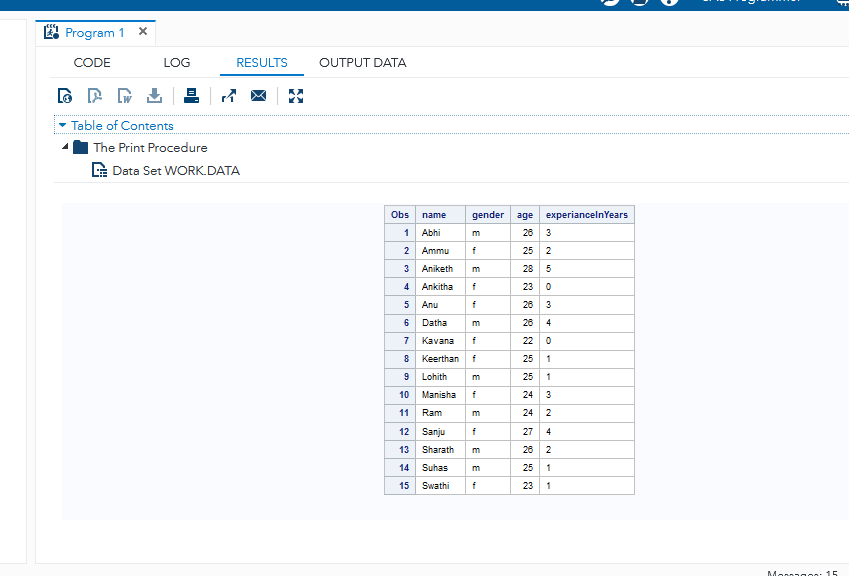 Program 1
CODE LOG RESULTS OUTPUT DATA
Table of Contents
The Print Procedure
Data Set WORK.DATA
Obs name gender age experianceInYears
1 Abhi m 26 3
2 Ammu f 25 2
3 Aniketh m 28 5
4 Ankitha f 23 0
5 Anu f 26 3
6 Datha m 26 4
7 Kavana f 22 0
8 Keerthan f 25 1
9 Lohith m 25 1
10 Manisha f 24 3
11 Ram m 24 2
12 Sanju f 27 4
13 Sharath m 26 2
14 Suhas m 25 1
15 Swathi f 23 1
Messages: 15